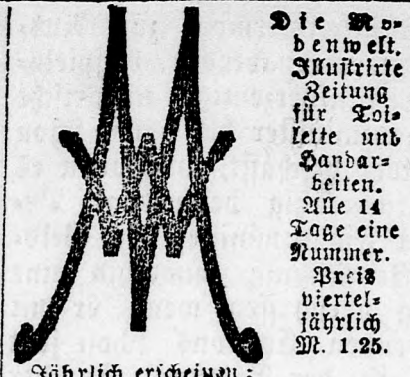 Die Mo-
denwelt.
Illustrirte
Zeitung
für Toi-
lette und
Handar-
beiten.
Alle 14
Tage eine
Nummer.
Preis
viertel-
jährlich
M. 1.25.
Jährlich erscheinen: